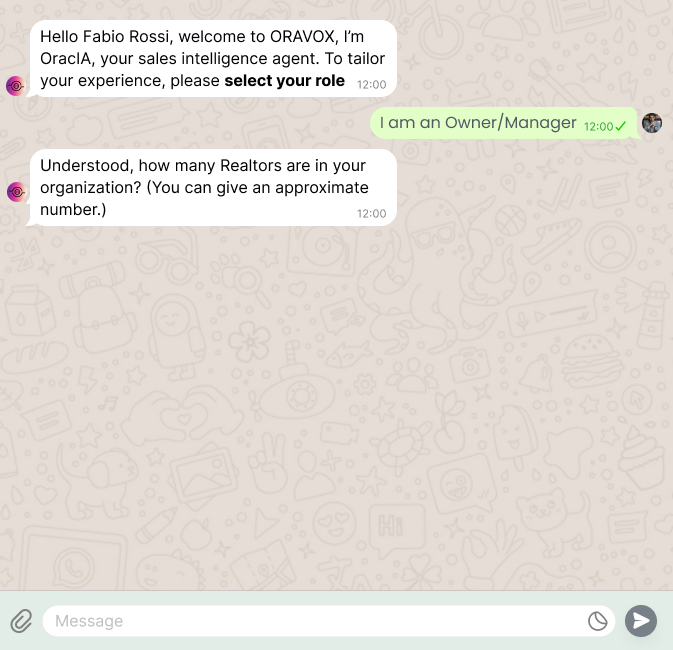 Hello Fabio Rossi, welcome to ORAVOX, I’m
OracIA, your sales intelligence agent. To tailor
your experience, please select your role 12:00
I am an Owner/Manager 12:00
Understood, how many Realtors are in your
organization? (You can give an approximate
number.) 12:00
Hi
Message